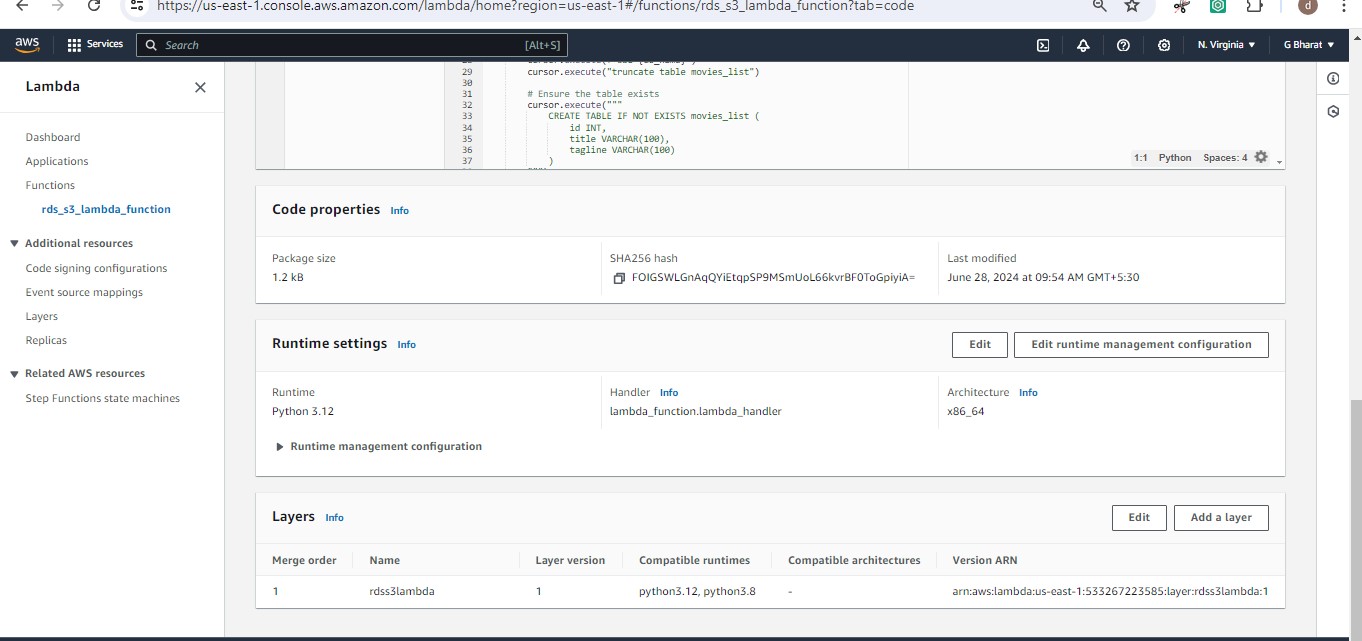 https://us-east-1.console.aws.amazon.com/lambda/home?region=us-east-1#/functions/rds_s3_lambda_function?tab=code
d
aws
Services
Search
[Alt+S]
N. Virginia
G Bharat
Lambda
Dashboard
Applications
Functions
rds_s3_lambda_function
Additional resources
Code signing configurations
Event source mappings
Layers
Replicas
Related AWS resources
Step Functions state machines
29 cursor.execute("truncate table movies_list")
30
31 # Ensure the table exists
32 cursor.execute("""
33 CREATE TABLE IF NOT EXISTS movies_list (
34 id INT,
35 title VARCHAR(100),
36 tagline VARCHAR(100)
37 )
1:1 Python Spaces: 4
Code properties Info
Package size
1.2 kB
SHA256 hash
FOIGSWLGnAqQYiEtqpSP9MSmUoL66kvrBF0ToGpiyiA=
Last modified
June 28, 2024 at 09:54 AM GMT+5:30
Runtime settings Info
Edit
Edit runtime management configuration
Runtime
Python 3.12
Handler Info
lambda_function.lambda_handler
Architecture Info
x86_64
Runtime management configuration
Layers Info
Edit
Add a layer
Merge order Name Layer version Compatible runtimes Compatible architectures Version ARN
1 rdss3lambda 1 python3.12, python3.8 - arn:aws:lambda:us-east-1:533267223585:layer:rdss3lambda:1